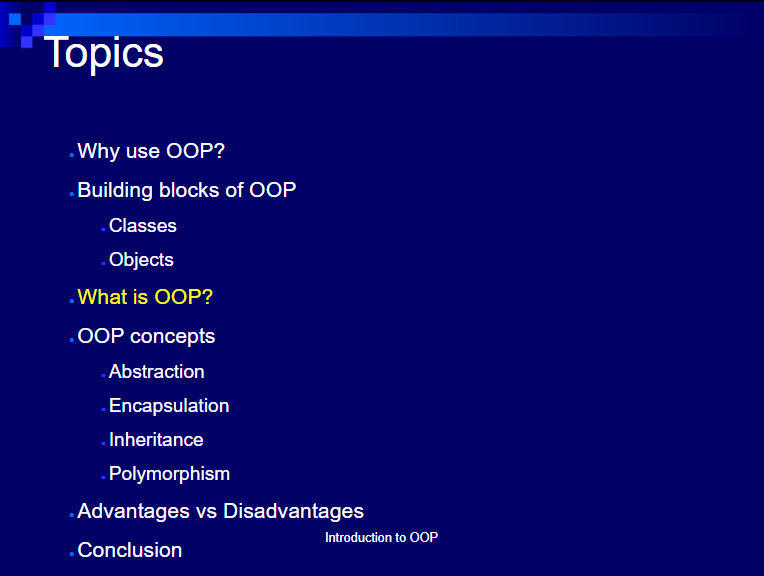 Topics
Why use OOP?
Building blocks of OOP
Classes
Objects
What is OOP?
OOP concepts
Abstraction
Encapsulation
Inheritance
Polymorphism
Advantages vs Disadvantages
Introduction to OOP
Conclusion